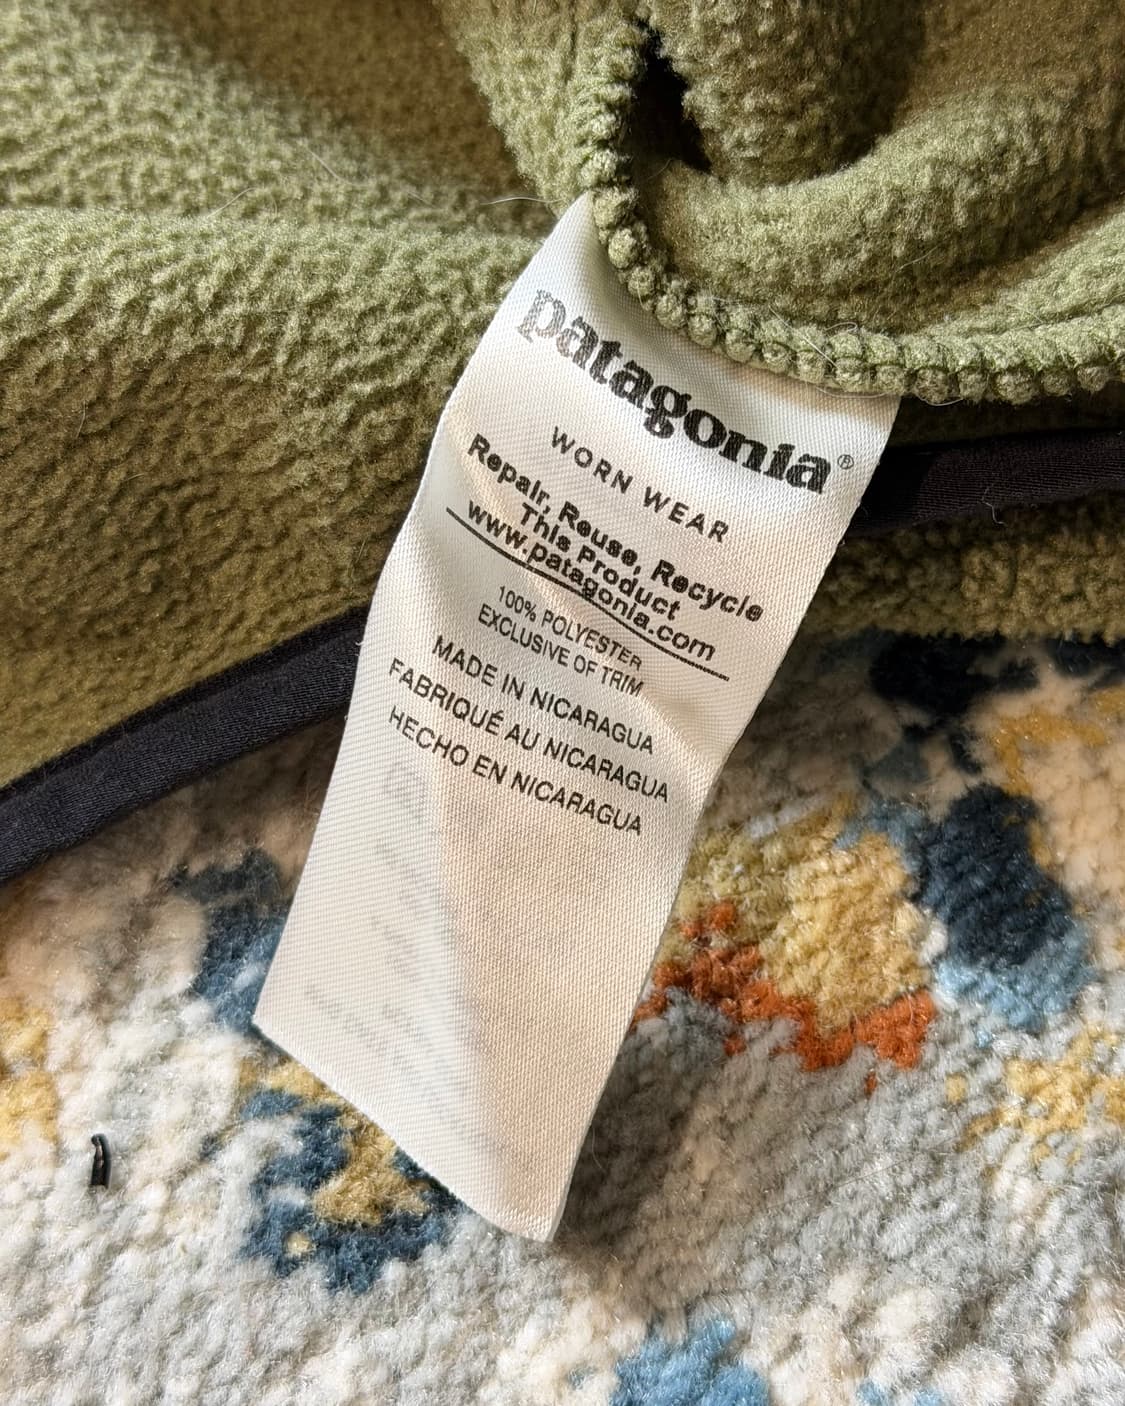 patagonia®
WORN WEAR
Repair, Reuse, Recycle
This Product
www.patagonia.com
100% POLYESTER
EXCLUSIVE OF TRIM
MADE IN NICARAGUA
FABRIQUÉ AU NICARAGUA
HECHO EN NICARAGUA